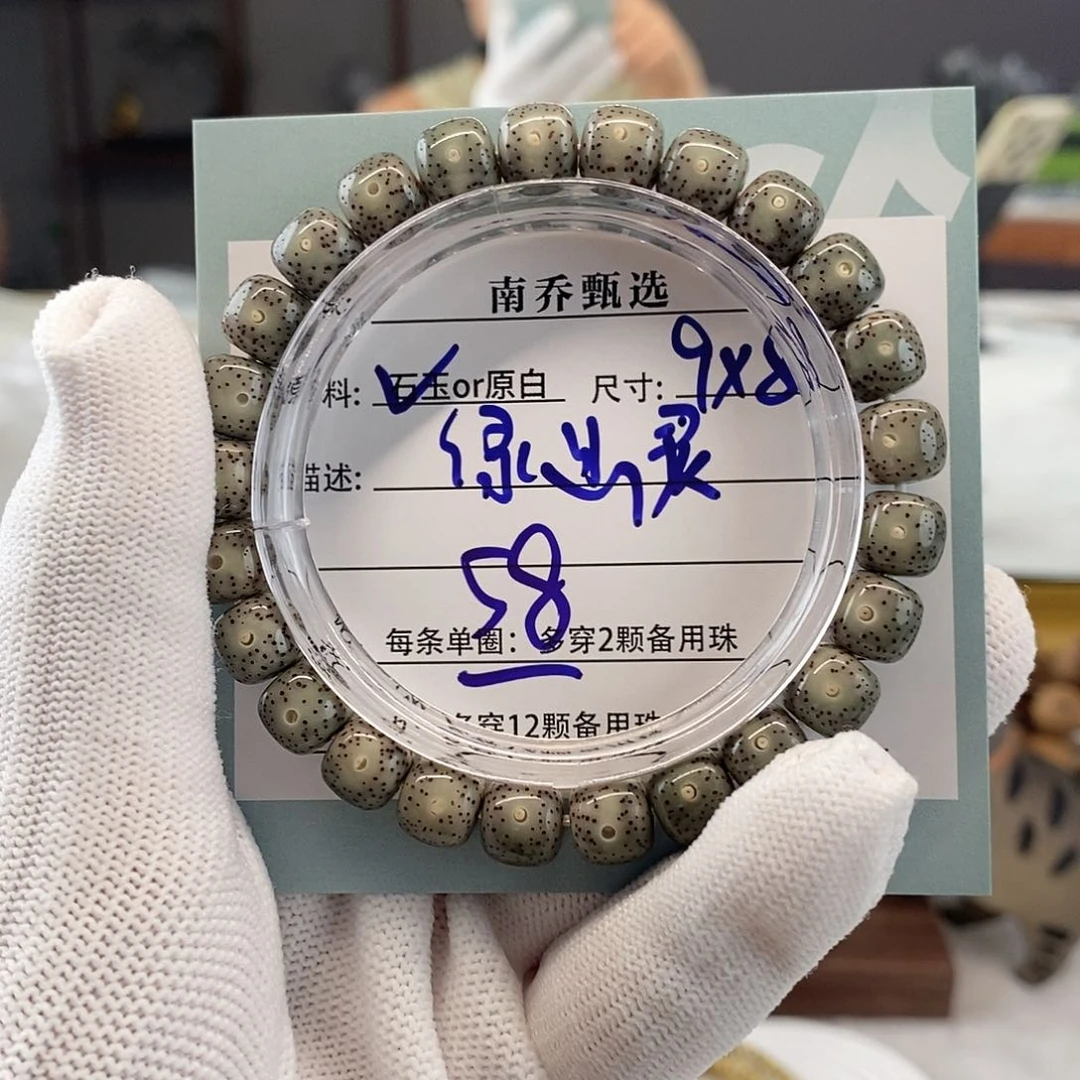 南乔甄选
料: 石玉or原白 尺寸: 9x8
描述: 绿幽灵
58
每条单圈: 多穿2颗备用珠
多穿12颗备用珠